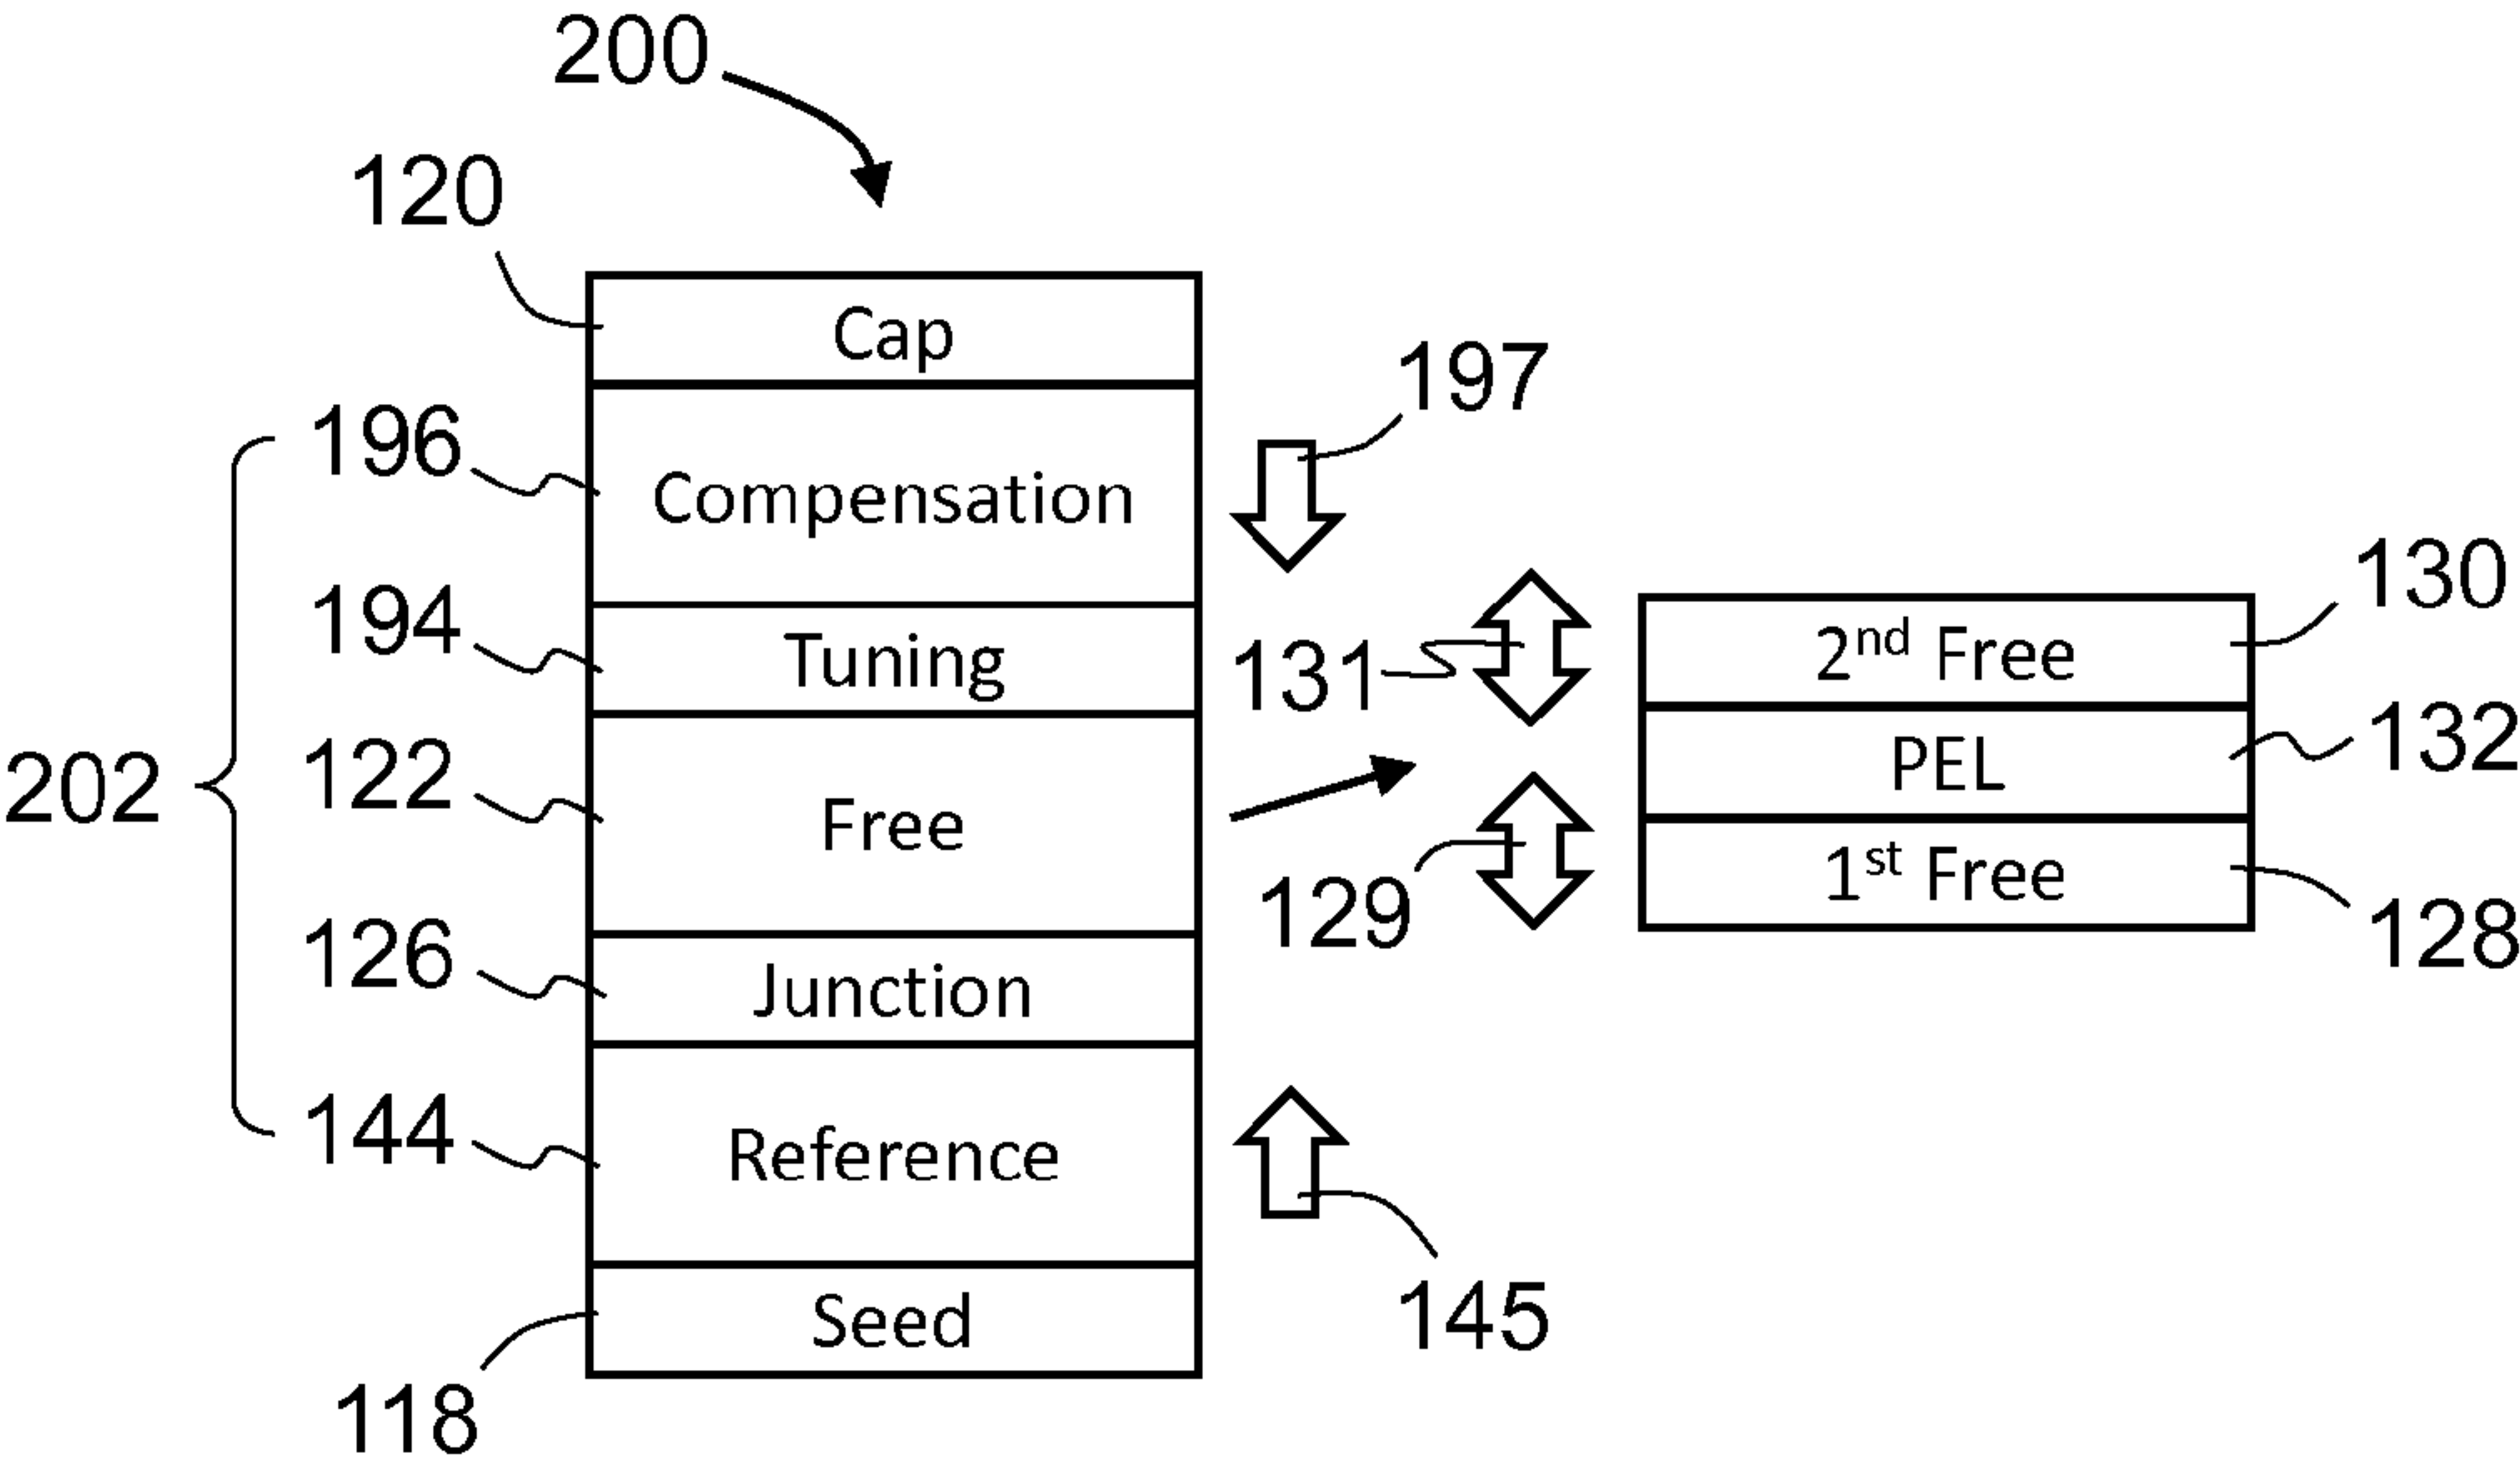 200
120
Cap
197
196
Compensation
130
194
Tuning
131
2nd Free
132
202
122
Free
PEL
129
1st Free
128
126
Junction
144
Reference
145
Seed
118